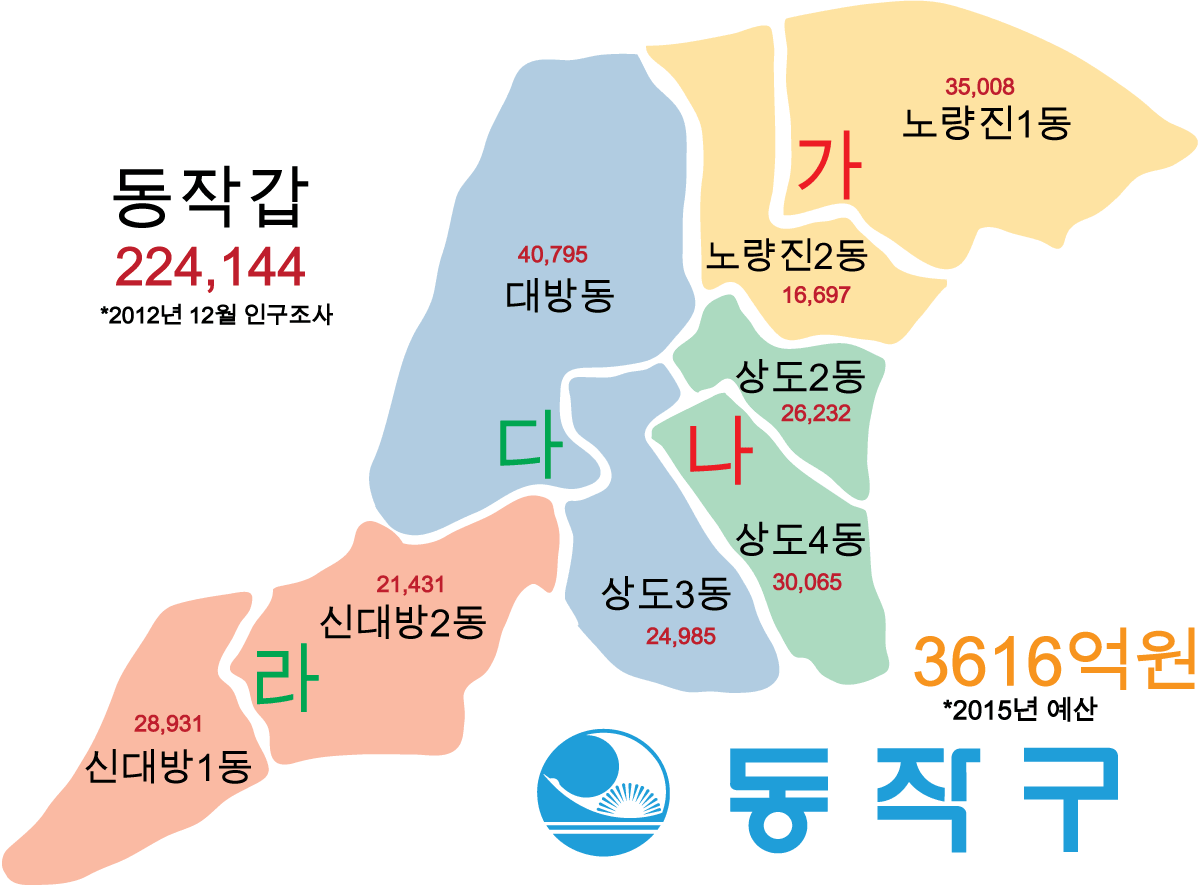 35,008
노량진1동
가
동작갑
224,144
*2012년 12월 인구조사
40,795
대방동
노량진2동
16,697
상도2동
26,232
다
나
상도4동
30,065
21,431
신대방2동
상도3동
24,985
라
3616억원
*2015년 예산
28,931
신대방1동
동작구